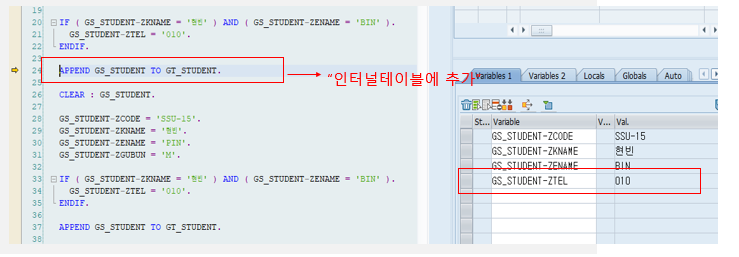 19
20 IF ( GS_STUDENT-ZKNAME = '현빈' ) AND ( GS_STUDENT-ZENAME = 'BIN' ).
21 GS_STUDENT-ZTEL = '010'.
22 ENDIF.
23
24 APPEND GS_STUDENT TO GT_STUDENT.
"인터널테이블에 추가"
25
26 CLEAR : GS_STUDENT.
27
28 GS_STUDENT-ZCODE = 'SSU-15'.
29 GS_STUDENT-ZKNAME = '현빈'.
30 GS_STUDENT-ZENAME = 'PIN'.
31 GS_STUDENT-ZGUBUN = 'M'.
32
33 IF ( GS_STUDENT-ZKNAME = '현빈' ) AND ( GS_STUDENT-ZENAME = 'BIN' ).
34 GS_STUDENT-ZTEL = '010'.
35 ENDIF.
36
37 APPEND GS_STUDENT TO GT_STUDENT.
38
Variables 1 Variables 2 Locals Globals Auto
St... Variable V... Val.
GS_STUDENT-ZCODE SSU-15
GS_STUDENT-ZKNAME 현빈
GS_STUDENT-ZENAME BIN
GS_STUDENT-ZTEL 010